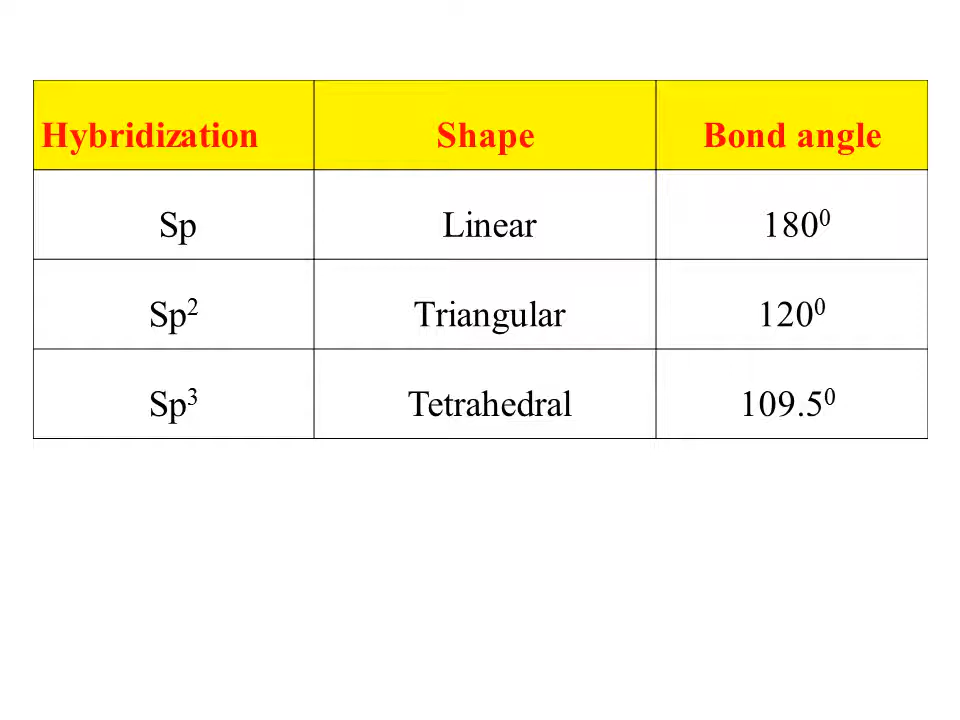 Hybridization Shape Bond angle
Sp Linear 180⁰
Sp² Triangular 120⁰
Sp³ Tetrahedral 109.5⁰